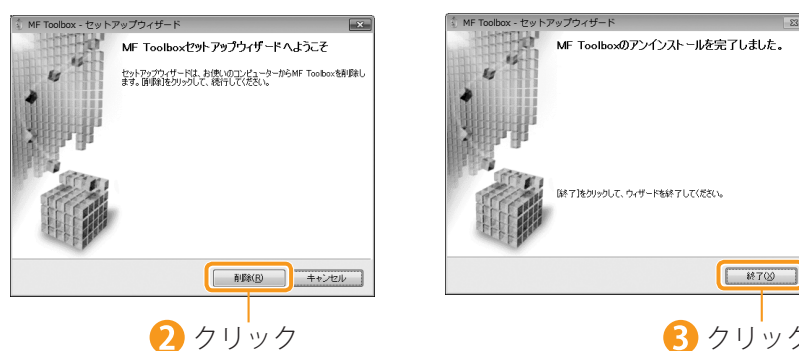 MF Toolbox - セットアップウィザード
MF Toolboxセットアップウィザードへようこそ
セットアップウィザードは、お使いのコンピューターからMF Toolboxを削除し
ます。[削除]をクリックして、続行してください。
削除(R)
キャンセル
2 クリック
MF Toolbox - セットアップウィザード
MF Toolboxのアンインストールを完了しました。
[終了]をクリックして、ウィザードを終了してください。
終了(X)
3 クリック